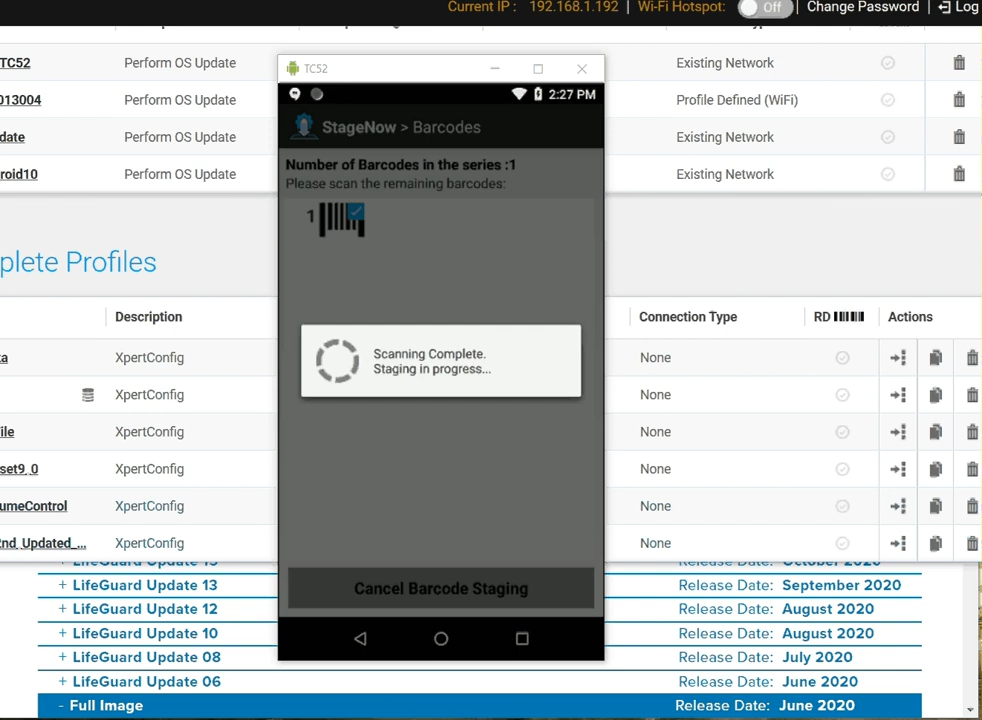 Current IP : 192.168.1.192 | Wi-Fi Hotspot: Off | Change Password | Log
TC52 Perform OS Update Existing Network
013004 Perform OS Update Profile Defined (WiFi)
date Perform OS Update Existing Network
roid10 Perform OS Update Existing Network
TC52
2:27 PM
StageNow > Barcodes
Number of Barcodes in the series :1
Please scan the remaining barcodes:
1
Scanning Complete.
Staging in progress...
Cancel Barcode Staging
plete Profiles
Description Connection Type RD Actions
ta XpertConfig None
XpertConfig None
ile XpertConfig None
set9_0 XpertConfig None
umeControl XpertConfig None
2nd_Updated_... XpertConfig None
+ LifeGuard Update 13 Release Date: September 2020
+ LifeGuard Update 12 Release Date: August 2020
+ LifeGuard Update 10 Release Date: August 2020
+ LifeGuard Update 08 Release Date: July 2020
+ LifeGuard Update 06 Release Date: June 2020
- Full Image Release Date: June 2020